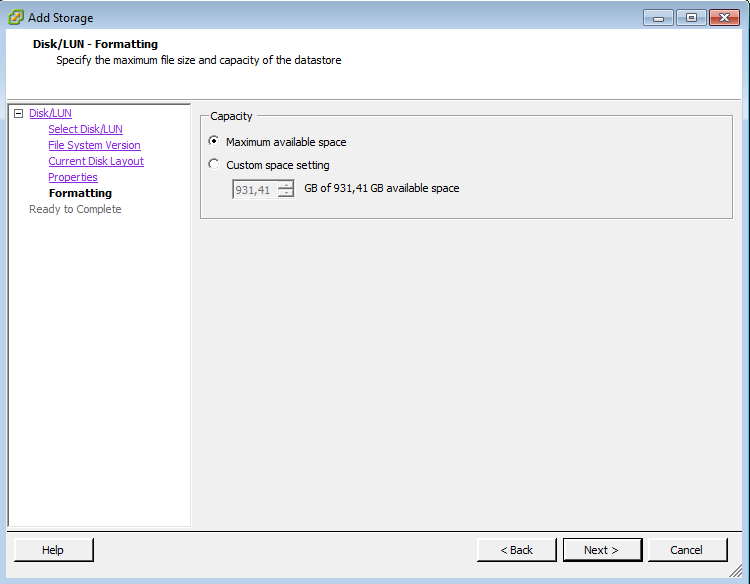 Add Storage
Disk/LUN - Formatting
Specify the maximum file size and capacity of the datastore
Disk/LUN
Select Disk/LUN
File System Version
Current Disk Layout
Properties
Formatting
Ready to Complete
Capacity
Maximum available space
Custom space setting
931,41 GB of 931,41 GB available space
Help < Back Next > Cancel